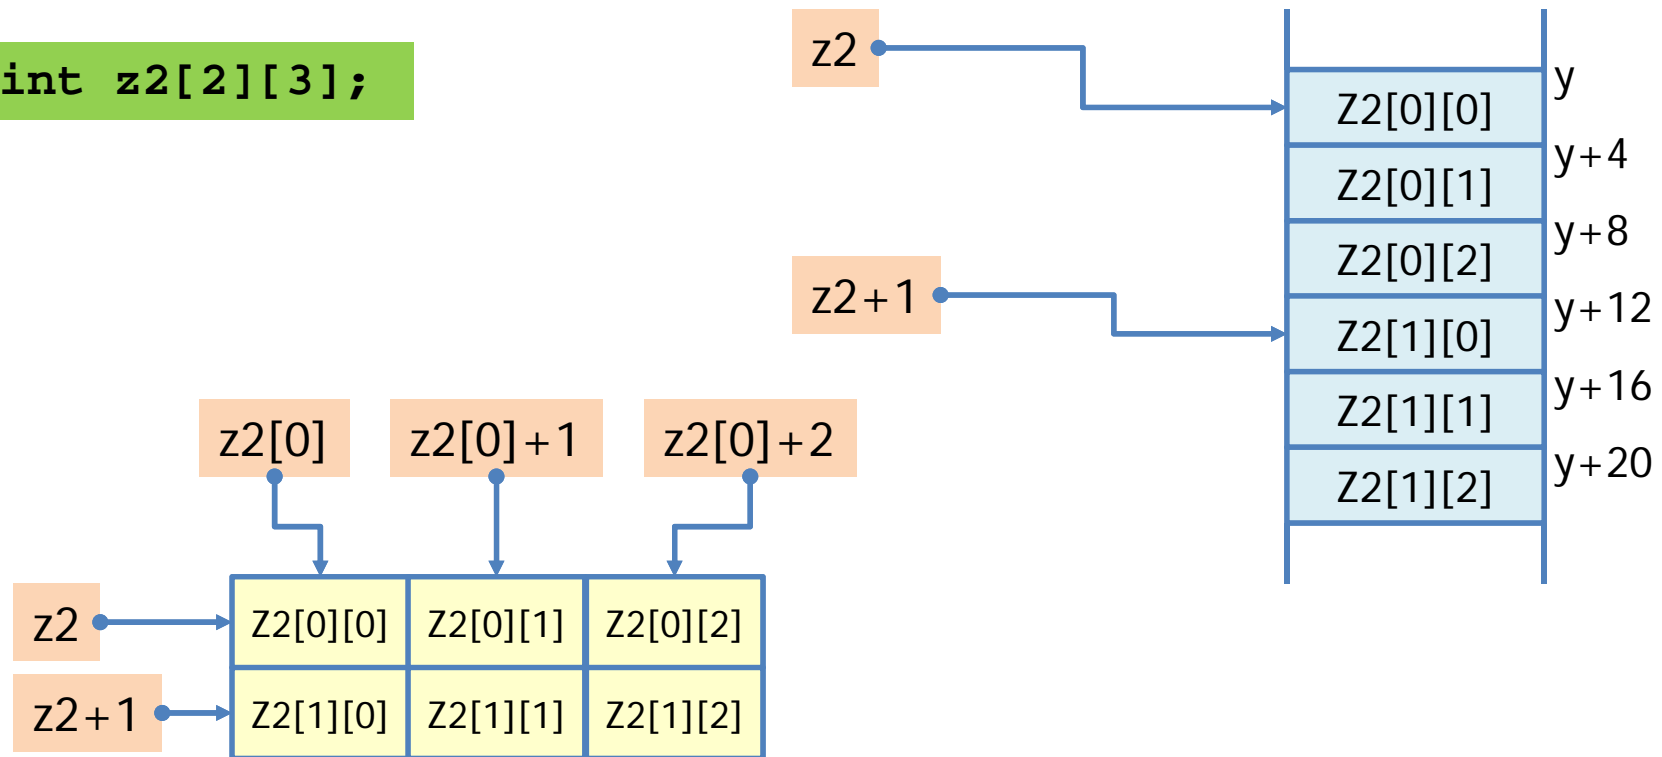 int z2[2][3];
z2
z2+1
Z2[0][0]
Z2[0][1]
Z2[0][2]
Z2[1][0]
Z2[1][1]
Z2[1][2]
y
y+4
y+8
y+12
y+16
y+20
z2[0]
z2[0]+1
z2[0]+2
z2
z2+1
Z2[0][0] Z2[0][1] Z2[0][2]
Z2[1][0] Z2[1][1] Z2[1][2]